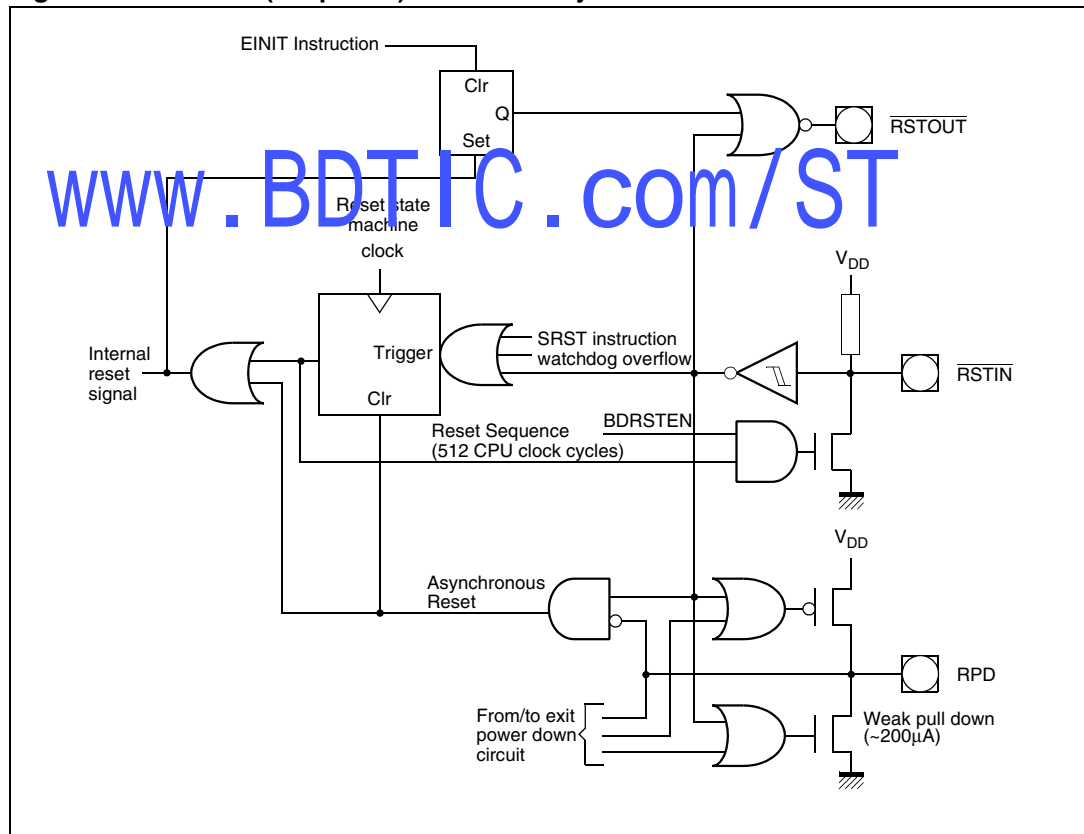 EINIT Instruction
Clr
Q
Set
RSTOUT
www.BDTIC.com/ST
Reset state
machine
clock
VDD
Internal
reset
signal
Trigger
SRST instruction
watchdog overflow
RSTIN
Clr
BDRSTEN
Reset Sequence
(512 CPU clock cycles)
VDD
Asynchronous
Reset
RPD
From/to exit
power down
circuit
Weak pull down
(~200µA)